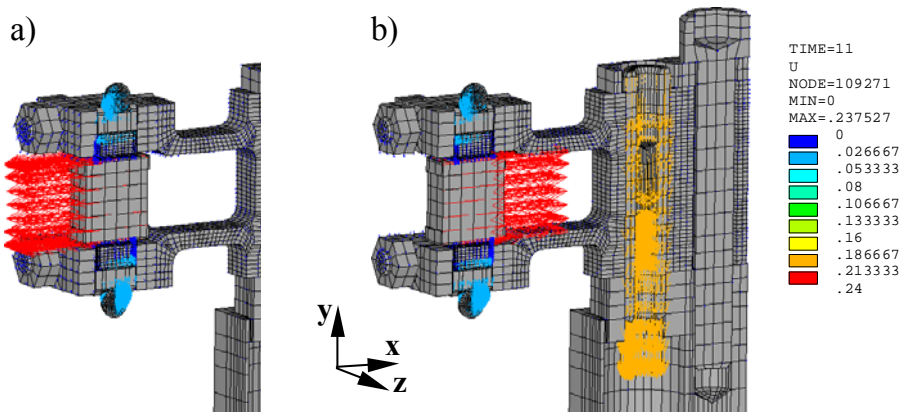 a)
b)
TIME=11
U
NODE=109271
MIN=0
MAX=.237527
0
.026667
.053333
.08
.106667
.133333
.16
.186667
.213333
.24
y
x
z